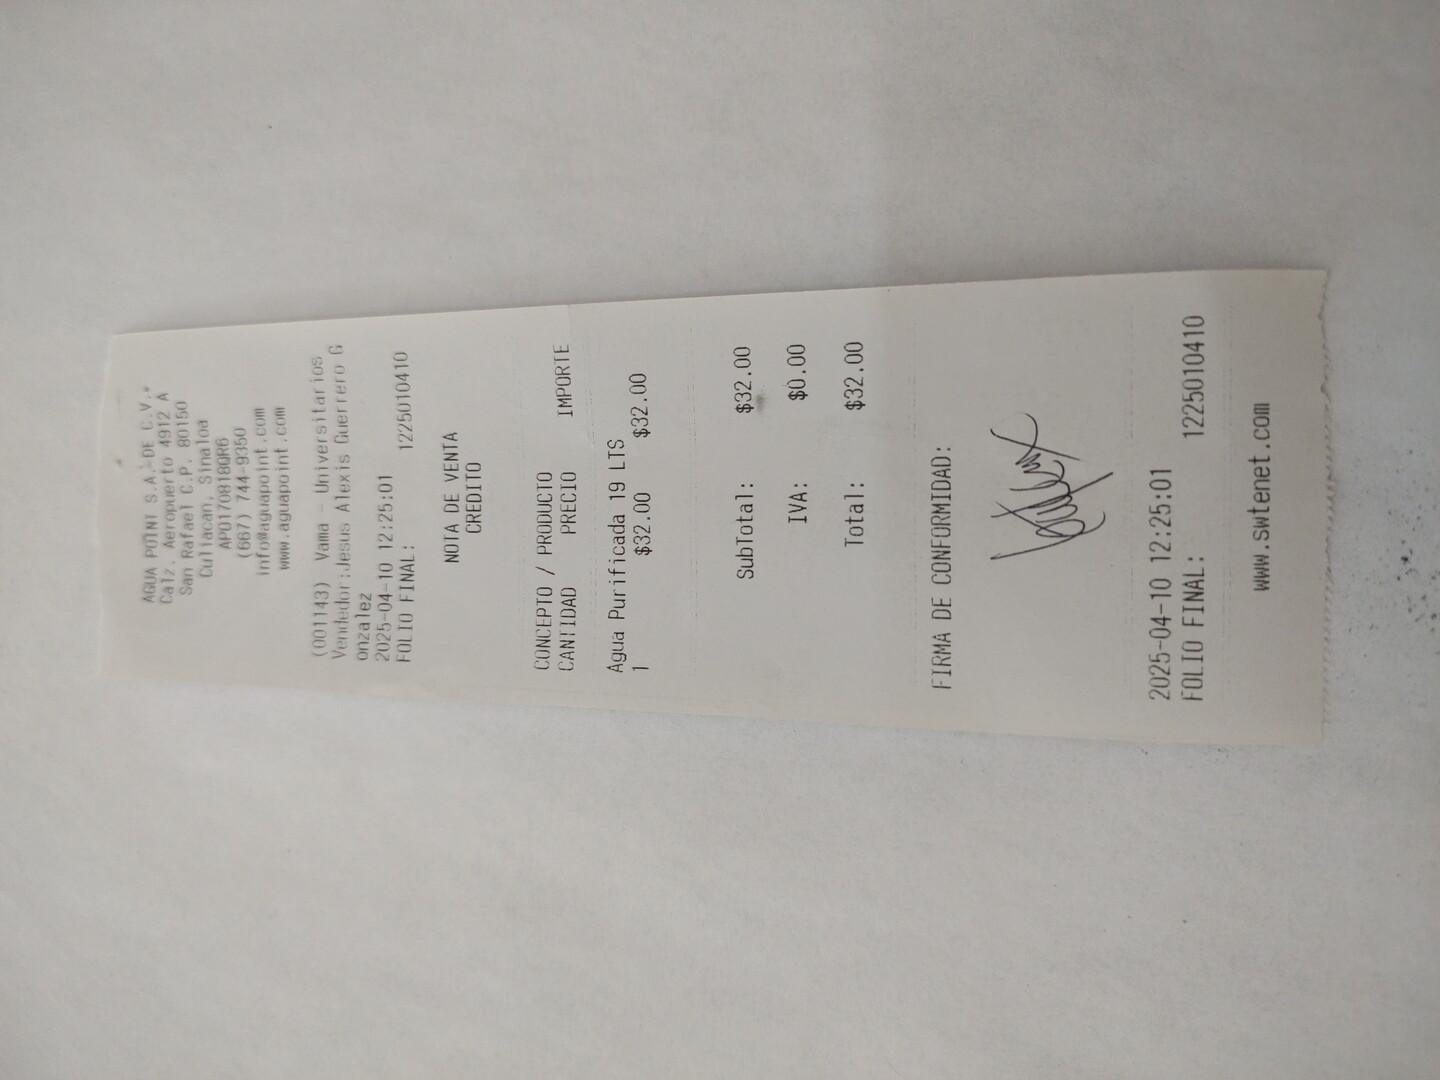 AGUA POINT S.A. DE C.V.
Calz. Aeropuerto 4912 A
San Rafael C.P. 80150
Culiacan, Sinaloa
APO170818QR6
(667) 744-9350
info@aguapoint.com
www.aguapoint.com
(001143) Vama - Universitarios
Vendedor:Jesus Alexis Guerrero G
onzalez
2025-04-10 12:25:01
FOLIO FINAL: 1225010410
NOTA DE VENTA
CREDITO
CONCEPTO / PRODUCTO
CANTIDAD PRECIO IMPORTE
Agua Purificada 19 LTS
1 $32.00 $32.00
SubTotal: $32.00
IVA: $0.00
Total: $32.00
FIRMA DE CONFORMIDAD:
2025-04-10 12:25:01
FOLIO FINAL: 1225010410
www.swtenet.com